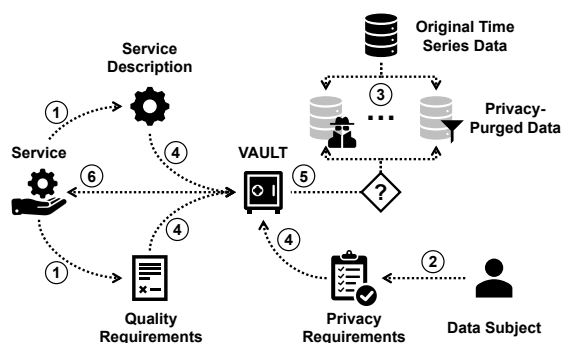 Original Time
Series Data
Service
Description
1
3
...
Privacy-
Purged Data
Service
4
VAULT
6
5
?
4
4
2
1
Quality
Requirements
Privacy
Requirements
Data Subject